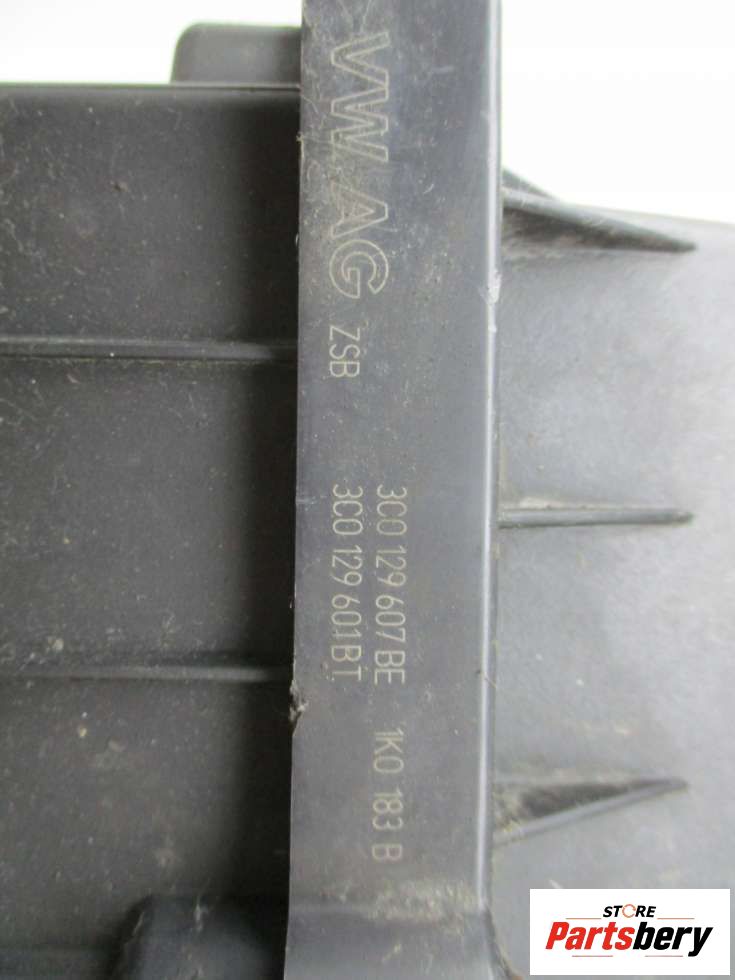 VW AG ZSB
3C0 129 607 BE 1K0 183 B
3C0 129 601BT
STORE
Partsbery